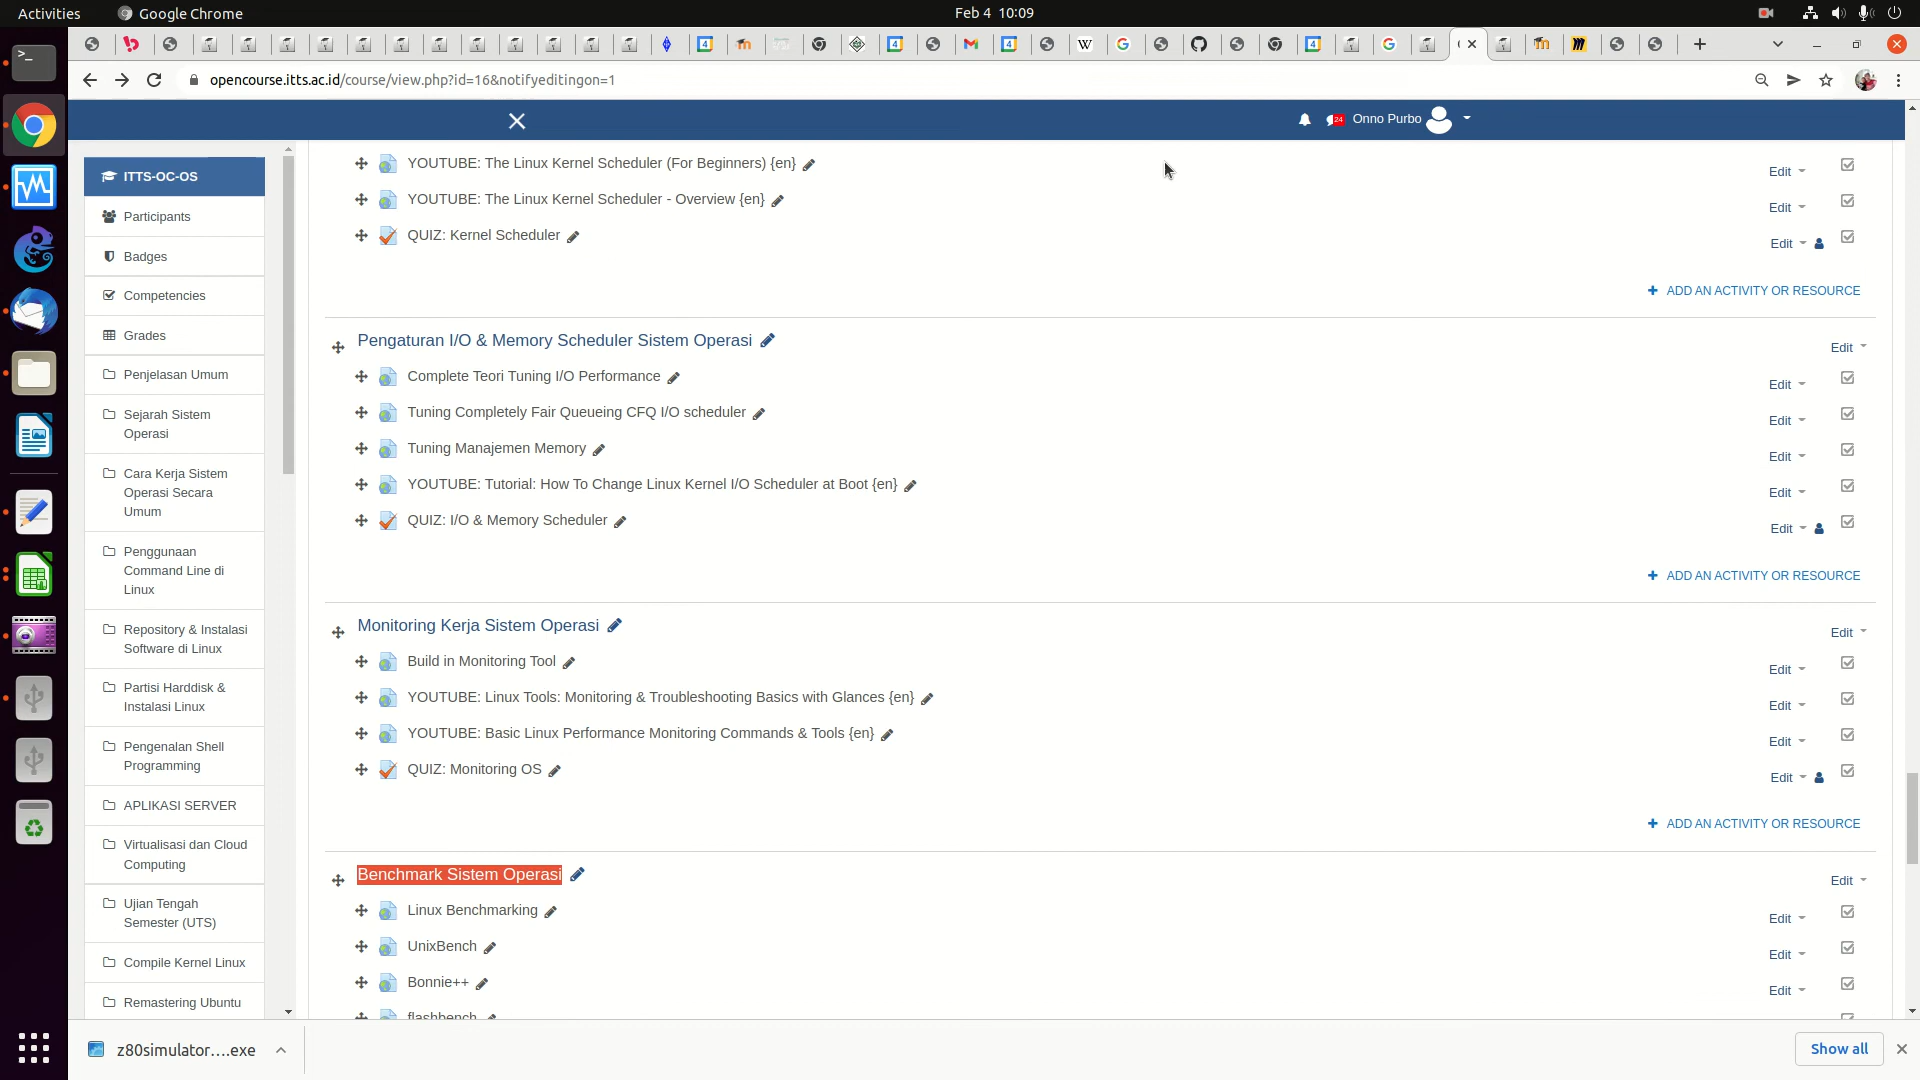 Activities
Google Chrome
Feb 4 10:09
opencourse.itts.ac.id/course/view.php?id=16&notifyeditingon=1
24
Onno Purbo
ITTS-OC-OS
Participants
Badges
Competencies
Grades
Penjelasan Umum
Sejarah Sistem
Operasi
Cara Kerja Sistem
Operasi Secara
Umum
Penggunaan
Command Line di
Linux
Repository & Instalasi
Software di Linux
Partisi Harddisk &
Instalasi Linux
Pengenalan Shell
Programming
APLIKASI SERVER
Virtualisasi dan Cloud
Computing
Ujian Tengah
Semester (UTS)
Compile Kernel Linux
Remastering Ubuntu
YOUTUBE: The Linux Kernel Scheduler (For Beginners) {en}
Edit
YOUTUBE: The Linux Kernel Scheduler - Overview {en}
Edit
QUIZ: Kernel Scheduler
Edit
+ ADD AN ACTIVITY OR RESOURCE
Pengaturan I/O & Memory Scheduler Sistem Operasi
Edit
Complete Teori Tuning I/O Performance
Edit
Tuning Completely Fair Queueing CFQ I/O scheduler
Edit
Tuning Manajemen Memory
Edit
YOUTUBE: Tutorial: How To Change Linux Kernel I/O Scheduler at Boot {en}
Edit
QUIZ: I/O & Memory Scheduler
Edit
+ ADD AN ACTIVITY OR RESOURCE
Monitoring Kerja Sistem Operasi
Edit
Build in Monitoring Tool
Edit
YOUTUBE: Linux Tools: Monitoring & Troubleshooting Basics with Glances {en}
Edit
YOUTUBE: Basic Linux Performance Monitoring Commands & Tools {en}
Edit
QUIZ: Monitoring OS
Edit
+ ADD AN ACTIVITY OR RESOURCE
Benchmark Sistem Operasi
Edit
Linux Benchmarking
Edit
UnixBench
Edit
Bonnie++
Edit
flashbench
z80simulator....exe
Show all